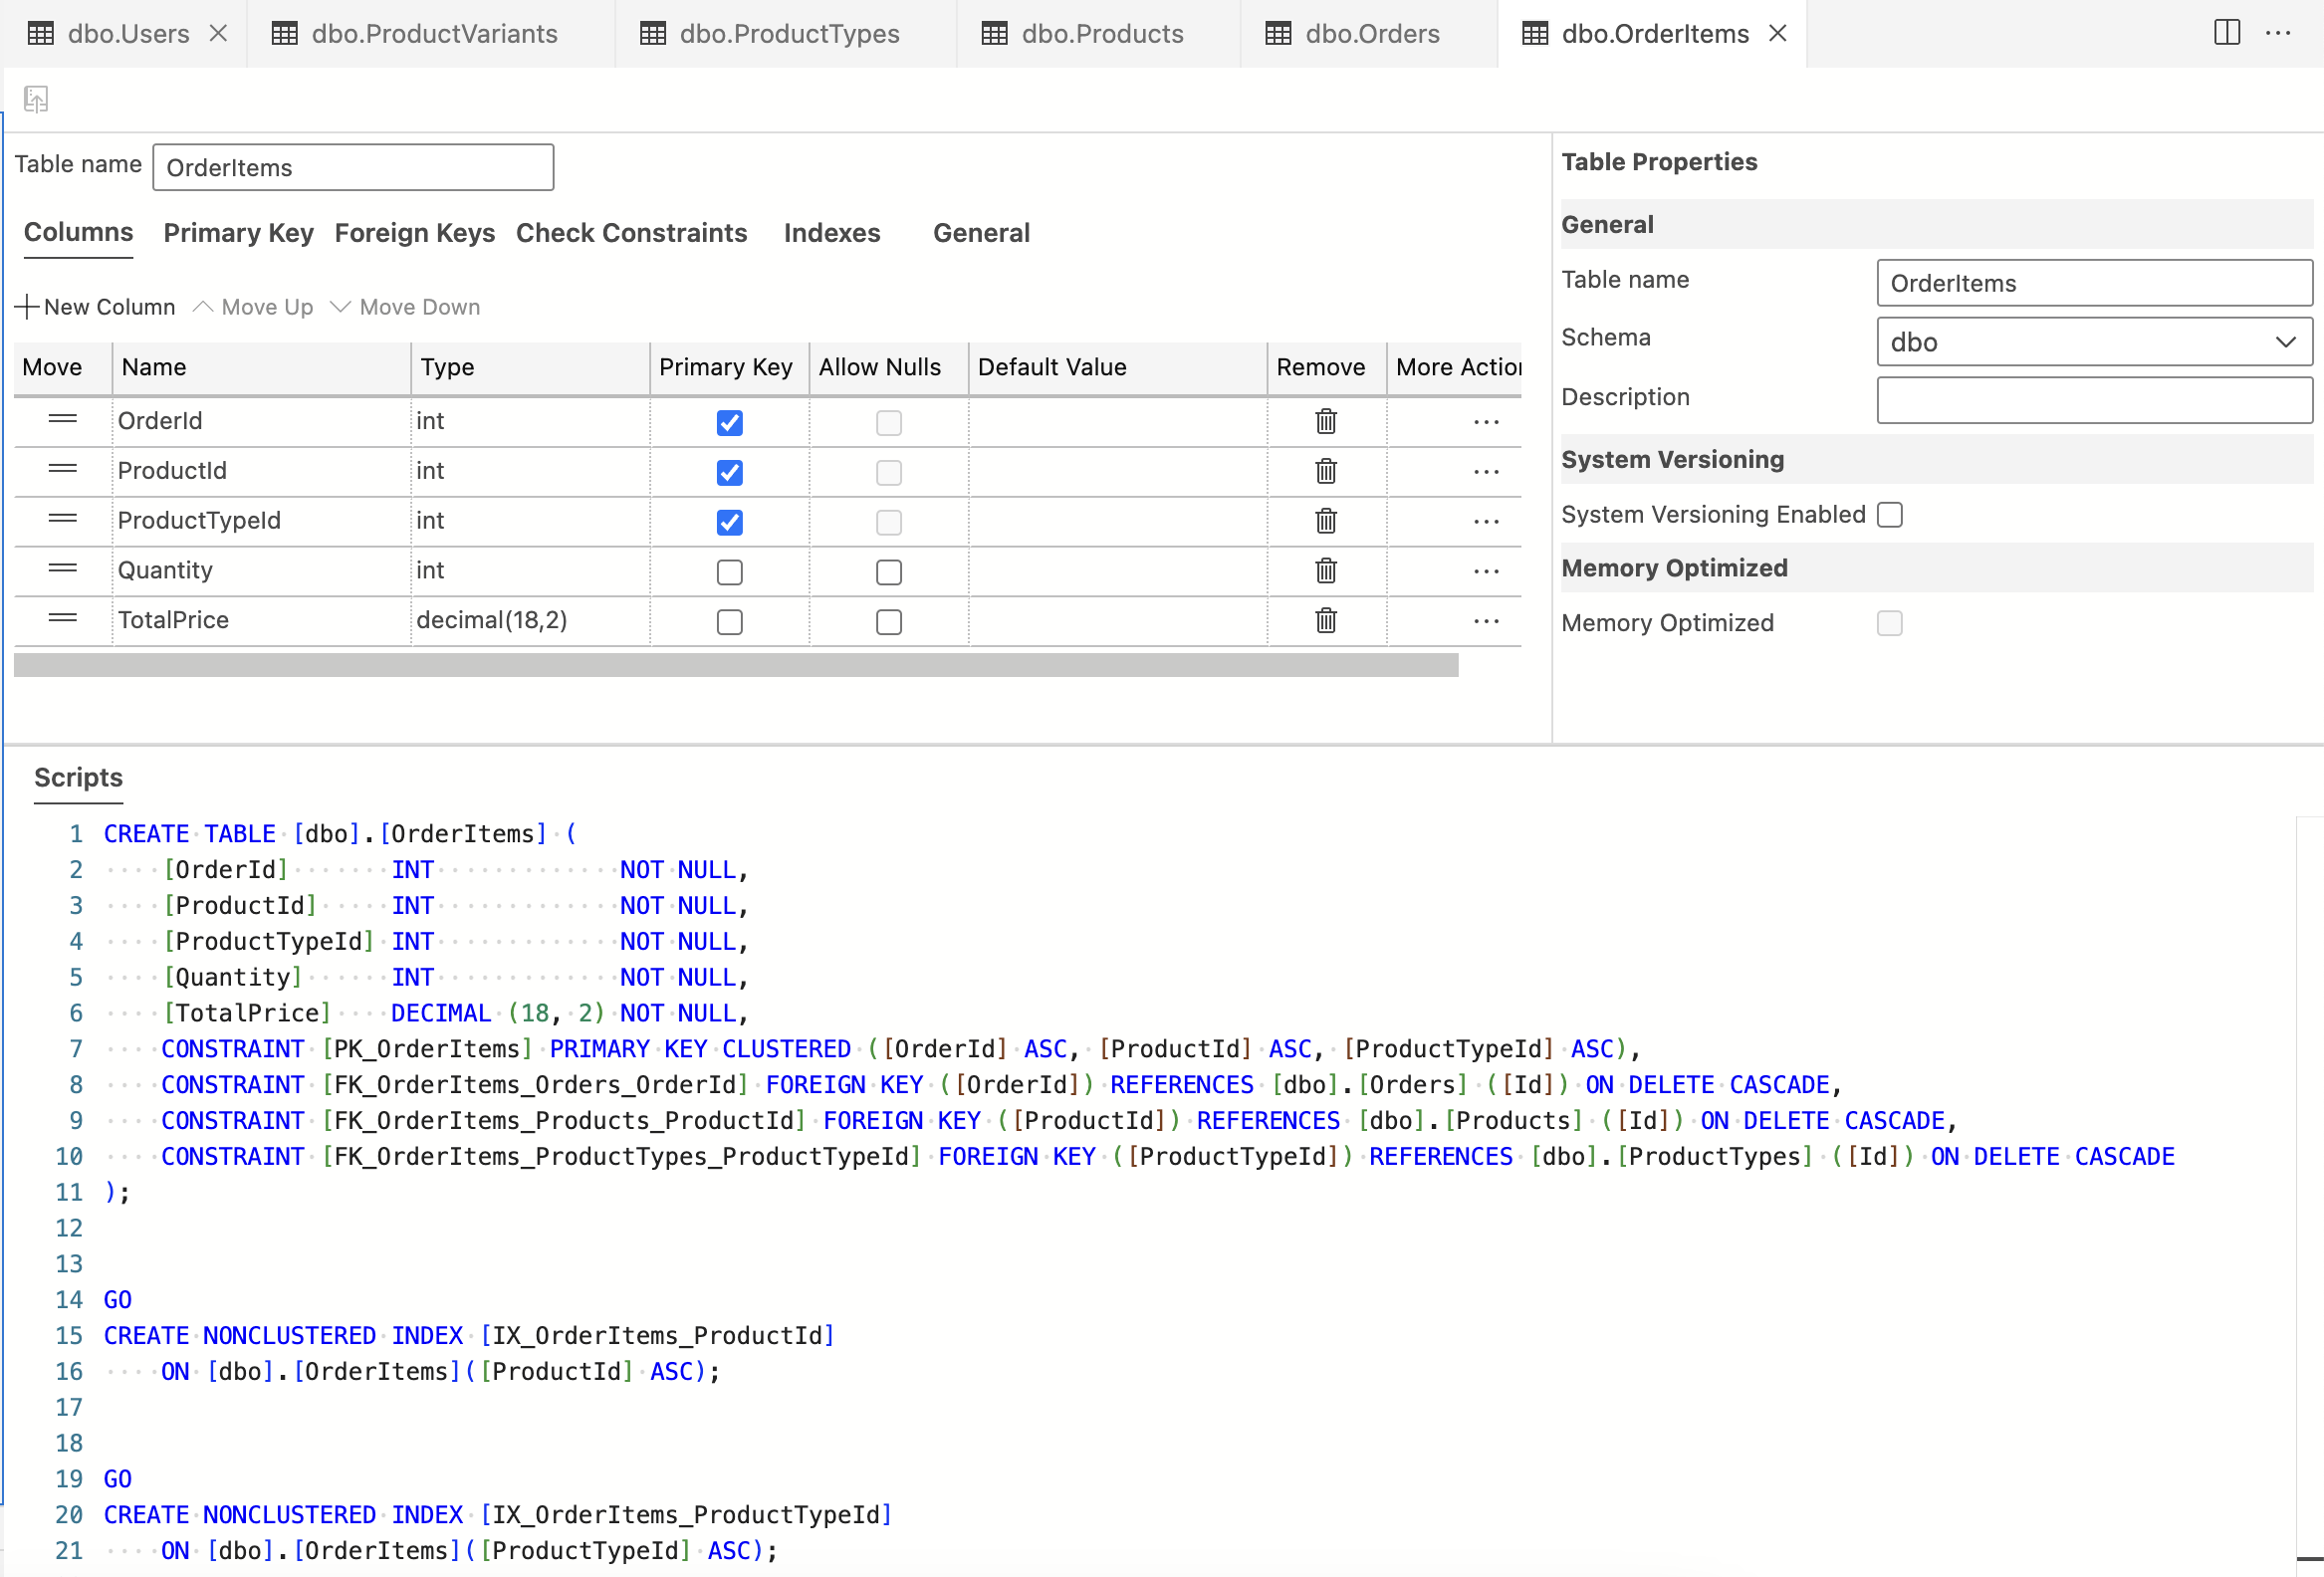 dbo.Users dbo.ProductVariants dbo.ProductTypes dbo.Products dbo.Orders dbo.OrderItems
Table name OrderItems
Columns Primary Key Foreign Keys Check Constraints Indexes General
New Column Move Up Move Down
Move Name Type Primary Key Allow Nulls Default Value Remove More Action
OrderId int
ProductId int
ProductTypeId int
Quantity int
TotalPrice decimal(18,2)
Table Properties
General
Table name OrderItems
Schema dbo
Description
System Versioning
System Versioning Enabled
Memory Optimized
Memory Optimized
Scripts
1 CREATE TABLE [dbo].[OrderItems] (
2 [OrderId] INT NOT NULL,
3 [ProductId] INT NOT NULL,
4 [ProductTypeId] INT NOT NULL,
5 [Quantity] INT NOT NULL,
6 [TotalPrice] DECIMAL (18, 2) NOT NULL,
7 CONSTRAINT [PK_OrderItems] PRIMARY KEY CLUSTERED ([OrderId] ASC, [ProductId] ASC, [ProductTypeId] ASC),
8 CONSTRAINT [FK_OrderItems_Orders_OrderId] FOREIGN KEY ([OrderId]) REFERENCES [dbo].[Orders] ([Id]) ON DELETE CASCADE,
9 CONSTRAINT [FK_OrderItems_Products_ProductId] FOREIGN KEY ([ProductId]) REFERENCES [dbo].[Products] ([Id]) ON DELETE CASCADE,
10 CONSTRAINT [FK_OrderItems_ProductTypes_ProductTypeId] FOREIGN KEY ([ProductTypeId]) REFERENCES [dbo].[ProductTypes] ([Id]) ON DELETE CASCADE
11 );
12
13
14 GO
15 CREATE NONCLUSTERED INDEX [IX_OrderItems_ProductId]
16 ON [dbo].[OrderItems]([ProductId] ASC);
17
18
19 GO
20 CREATE NONCLUSTERED INDEX [IX_OrderItems_ProductTypeId]
21 ON [dbo].[OrderItems]([ProductTypeId] ASC);